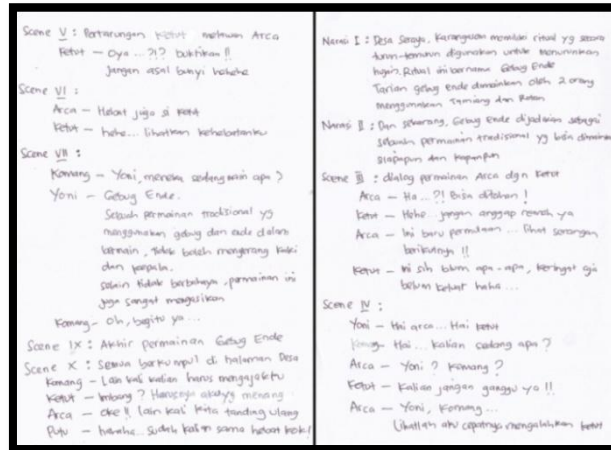 Scene V : Pertarungan Ketut melawan Arca
Ketut – Oya ...?!? buktikan !!
Jangan asal bunyi hehehe
Scene VI :
Arca – Hebat juga si Ketut
Ketut – hehe... lihatkan kehebatanku
Scene VII :
Komang – Yoni, mereka sedang main apa ?
Yoni – Gebug Ende.
Sebuah permainan tradisional yg
menggunakan gebug dan ende dalam
bermain, tidak boleh menyerang kaki
dan kepala.
selain tidak berbahaya, permainan ini
juga sangat mengasikan
Komang – Oh, begitu ya ...
Scene IX : Akhir permainan Gebug Ende
Scene X : Semua berkumpul di halaman Desa
Komang – Lain kali kalian harus mengajakku
Ketut – ? Harusnya yg menang
Arca – oke !! lain kali kita tanding ulang
Putu – hahaha... sudah kalian sama hebat kok !
Narasi I : Desa Seraya, Karangasem memiliki ritual yg secara
turun-temurun digunakan untuk menurunkan
hujan. Ritual ini bernama Gebug Ende
Tarian gebug ende dimainkan oleh 2 orang
menggunakan Tamiang dan Rotan
Narasi II : Dan sekarang, Gebug Ende dijadikan sebagai
sebuah permainan tradisional yg bisa dimainkan
siapapun dan kapanpun
Scene III : dialog permainan Arca dgn Ketut
Arca – Ha...?! Bisa ditahan !
Ketut – Hehe... jangan anggap remeh ya
Arca – Ini baru permulaan ... lihat serangan
berikutnya !!
Ketut – ini sih blum apa-apa, keringat aja
belum keluar haha ...
Scene IV :
Yoni – Hai arca... Hai ketut
Komang – Hai ... kalian sedang apa ?
Arca – Yoni ? Komang ?
Ketut – Kalian jangan ganggu ya !!
Arca – Yoni, Komang ...
Lihatlah aku cepatnya mengalahkan ketut